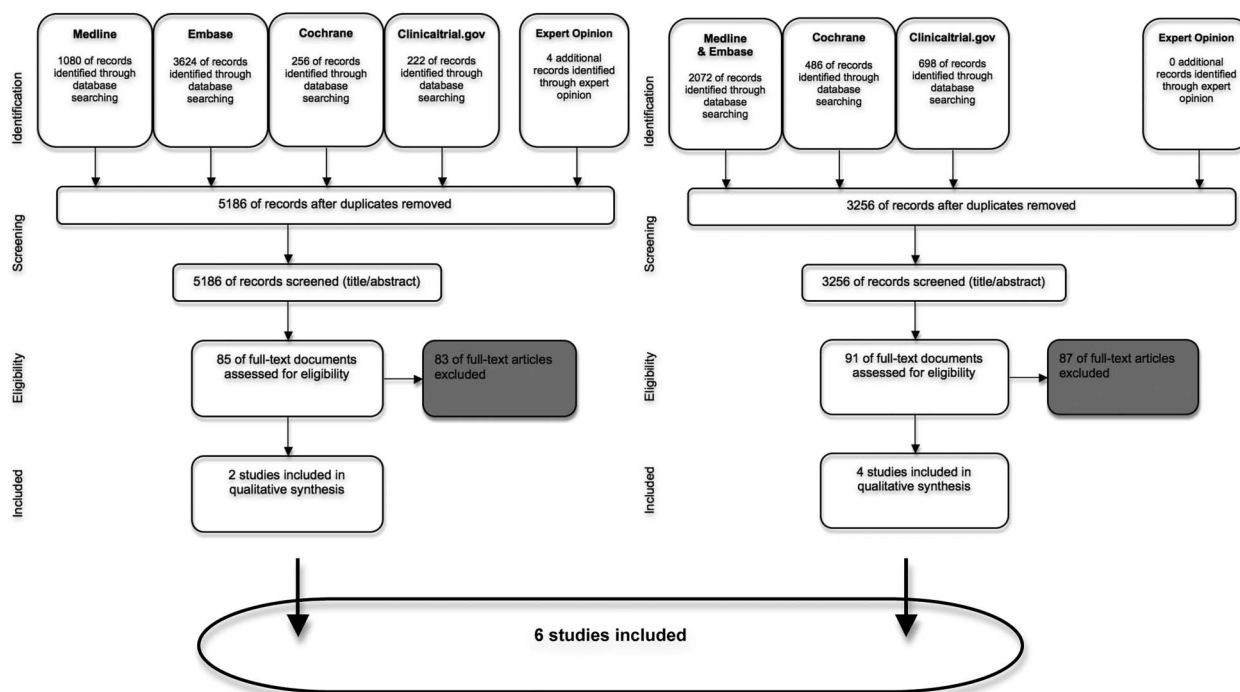 Identification
Medline
1080 of records
identified through
database
searching
Embase
3624 of records
identified through
database
searching
Cochrane
256 of records
identified through
database
searching
Clinicaltrial.gov
222 of records
identified through
database
searching
Expert Opinion
4 additional
records identified
through expert
opinion
Screening
5186 of records after duplicates removed
5186 of records screened (title/abstract)
Eligibility
85 of full-text documents
assessed for eligibility
83 of full-text articles
excluded
Included
2 studies included in
qualitative synthesis
Identification
Medline
& Embase
2072 of records
identified through
database
searching
Cochrane
486 of records
identified through
database
searching
Clinicaltrial.gov
698 of records
identified through
database
searching
Expert Opinion
0 additional
records identified
through expert
opinion
Screening
3256 of records after duplicates removed
3256 of records screened (title/abstract)
Eligibility
91 of full-text documents
assessed for eligibility
87 of full-text articles
excluded
Included
4 studies included in
qualitative synthesis
6 studies included